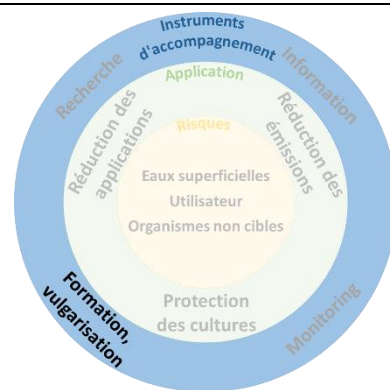 Instruments
d'accompagnement
Recherche
Information
Application
Réduction des
applications
Réduction des
émissions
Risques
Eaux superficielles
Utilisateur
Organismes non cibles
Protection
des cultures
Formation,
vulgarisation
Monitoring